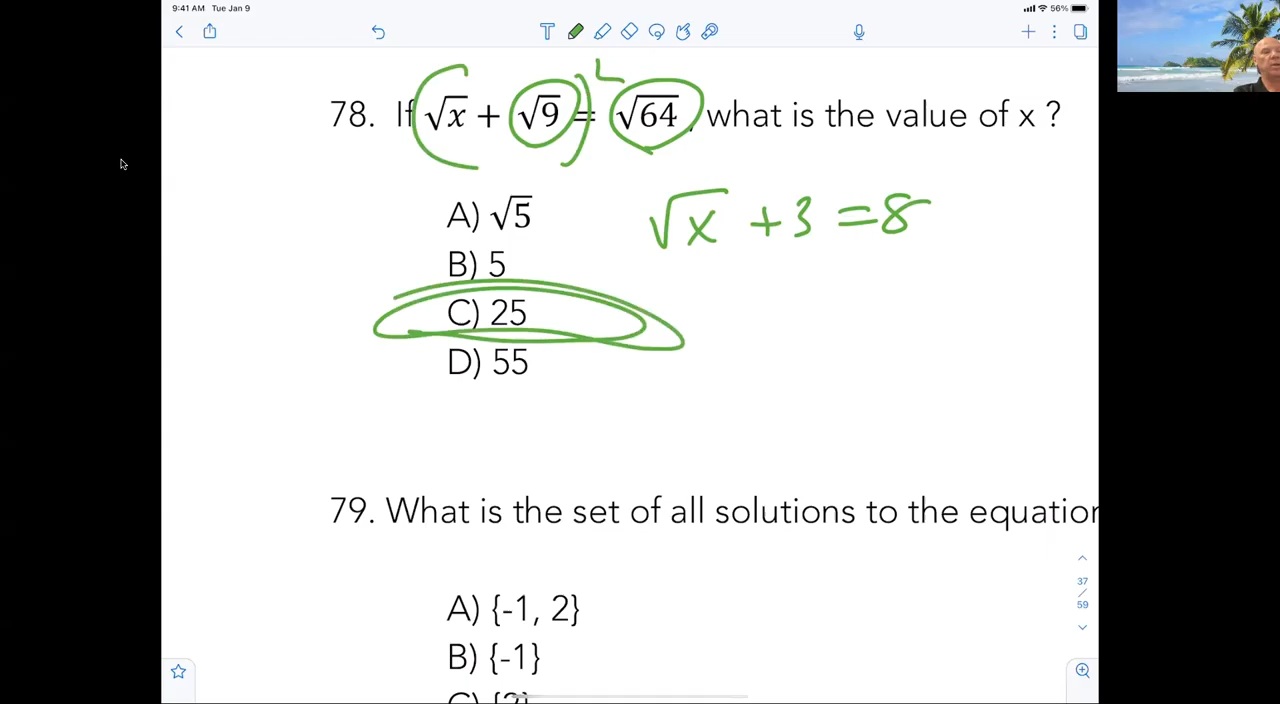 9:41 AM Tue Jan 9
56%
78. If (√x + √9)² = √64, what is the value of x ?
√x + 3 = 8
A) √5
B) 5
C) 25
D) 55
79. What is the set of all solutions to the equation
A) {-1, 2}
B) {-1}
C) {2}
37
/
59